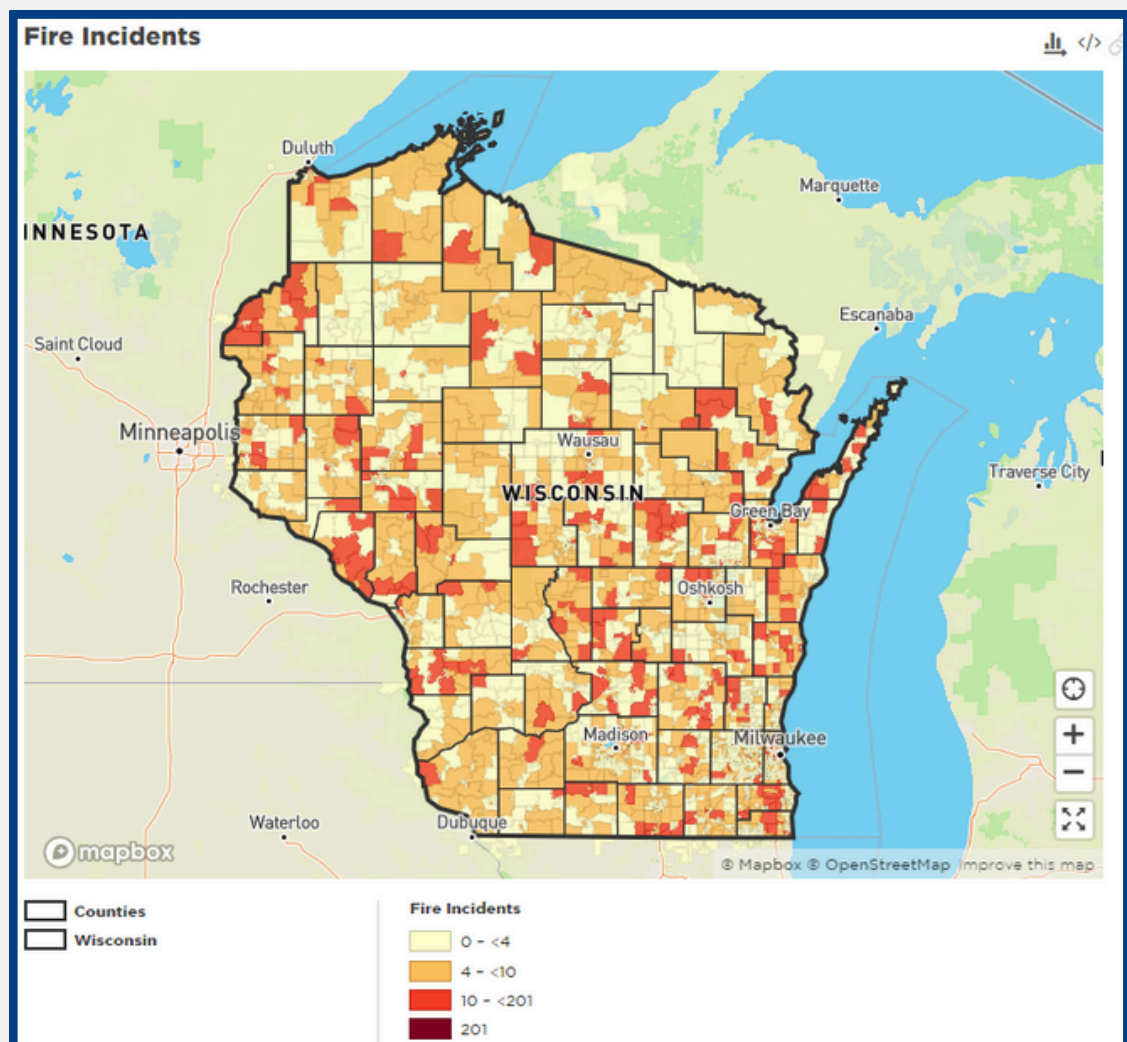 Fire Incidents
</>
Duluth
Marquette
INNESOTA
Escanaba
Saint Cloud
Minneapolis
Wausau
Traverse City
WISCONSIN
Green Bay
Rochester
Oshkosh
Madison
Milwaukee
Waterloo
Dubuque
mapbox
© Mapbox © OpenStreetMap Improve this map
Counties
Wisconsin
Fire Incidents
0 - <4
4 - <10
10 - <201
201